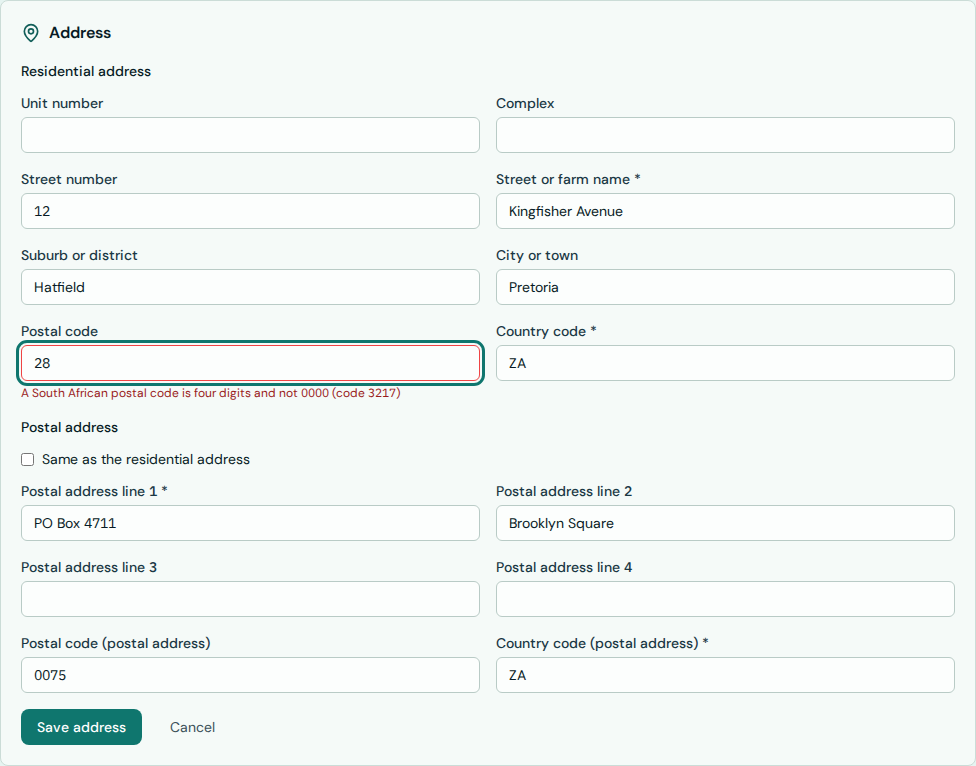 Address
Residential address
Unit number
Complex
Street number
Street or farm name *
12
Kingfisher Avenue
Suburb or district
City or town
Hatfield
Pretoria
Postal code
Country code *
28
ZA
A South African postal code is four digits and not 0000 (code 3217)
Postal address
Same as the residential address
Postal address line 1 *
Postal address line 2
PO Box 4711
Brooklyn Square
Postal address line 3
Postal address line 4
Postal code (postal address)
Country code (postal address) *
0075
ZA
Save address
Cancel